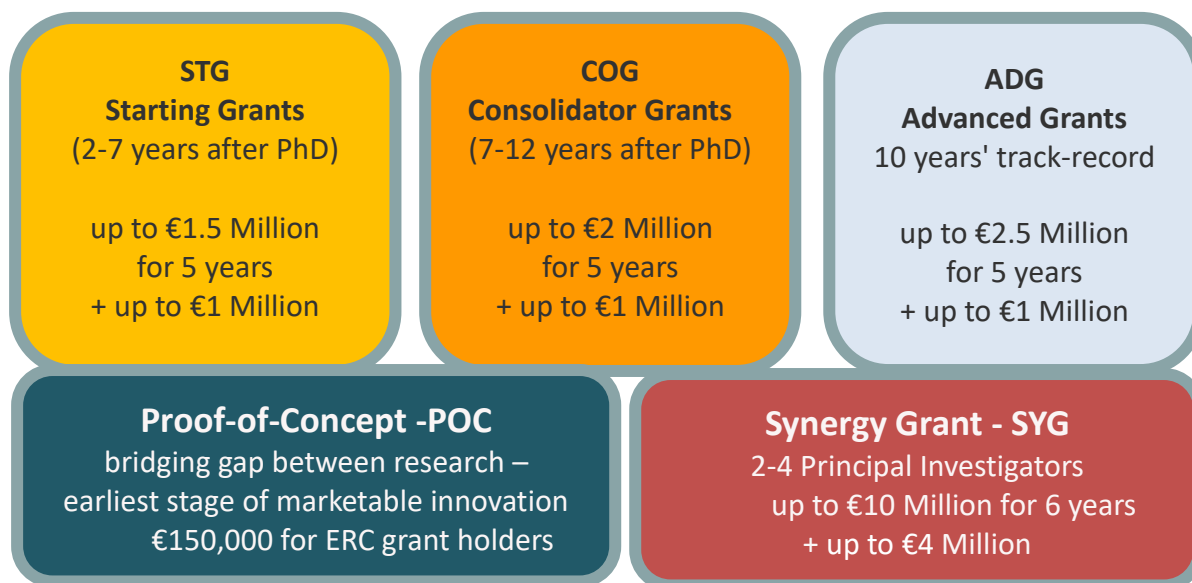 STG
Starting Grants
(2-7 years after PhD)
up to €1.5 Million
for 5 years
+ up to €1 Million
COG
Consolidator Grants
(7-12 years after PhD)
up to €2 Million
for 5 years
+ up to €1 Million
ADG
Advanced Grants
10 years' track-record
up to €2.5 Million
for 5 years
+ up to €1 Million
Proof-of-Concept -POC
bridging gap between research –
earliest stage of marketable innovation
€150,000 for ERC grant holders
Synergy Grant - SYG
2-4 Principal Investigators
up to €10 Million for 6 years
+ up to €4 Million